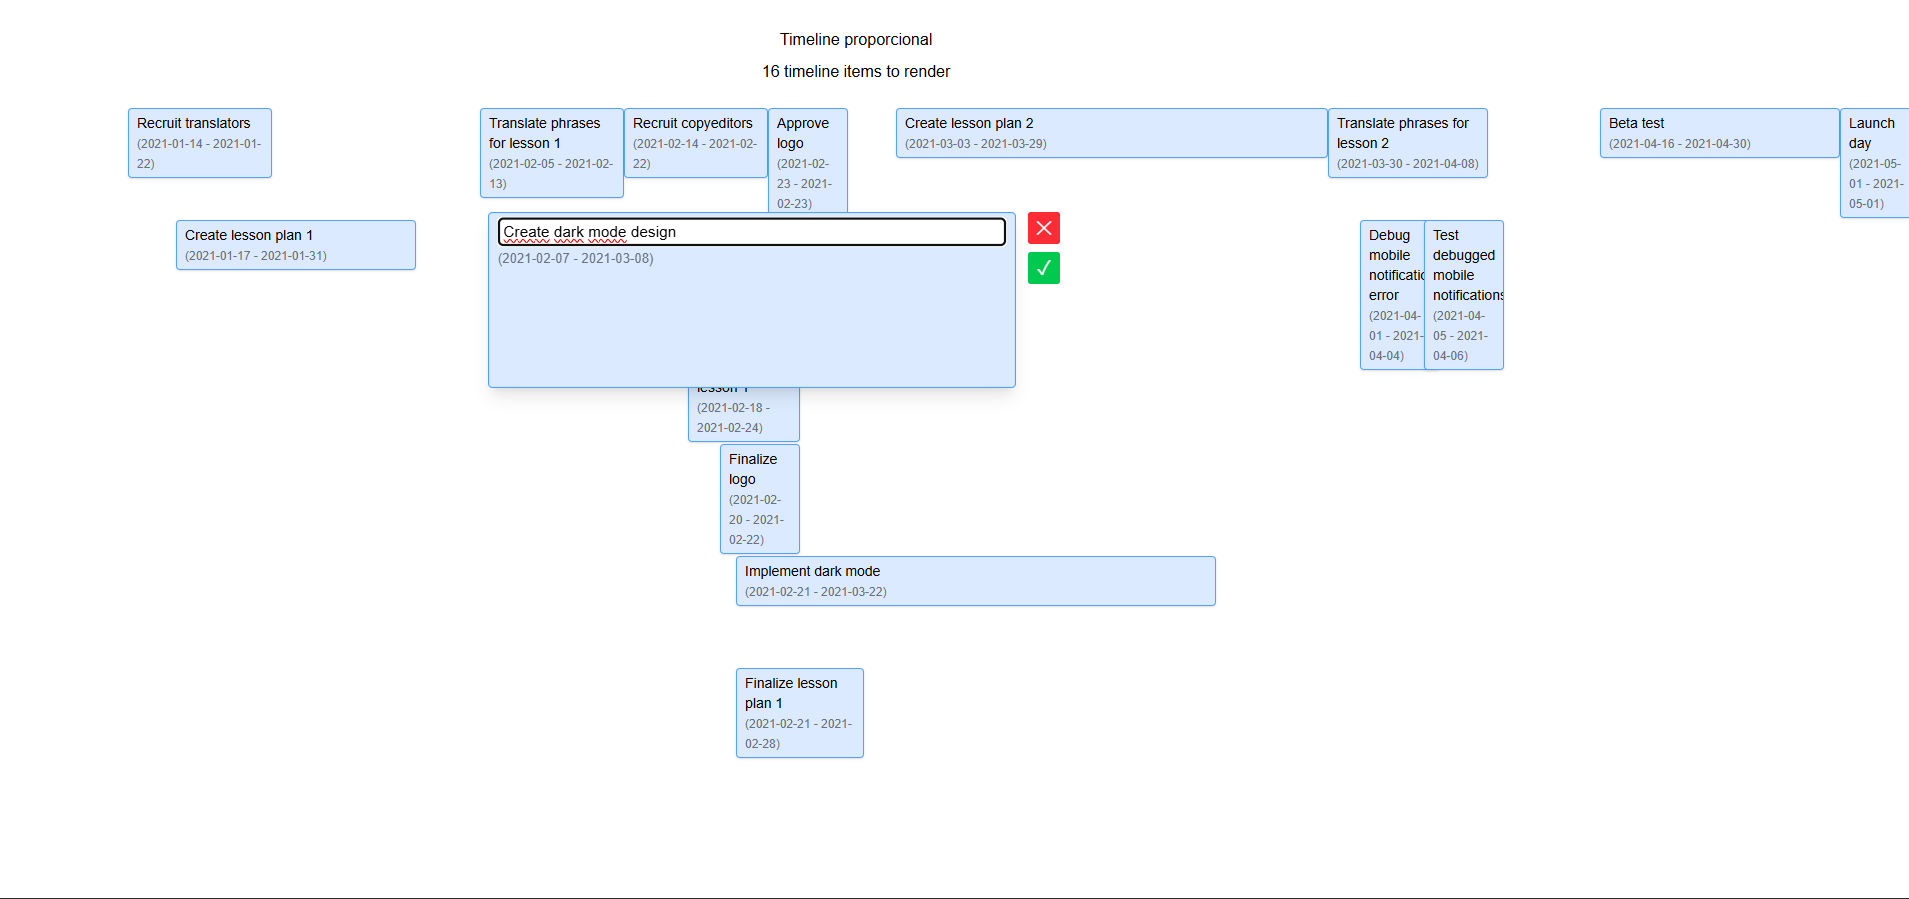 Timeline proporcional
16 timeline items to render
Recruit translators
(2021-01-14 - 2021-01-
22)
Translate phrases
for lesson 1
(2021-02-05 - 2021-02-
13)
Recruit copyeditors
(2021-02-14 - 2021-02-
22)
Approve
logo
(2021-02-
23 - 2021-
02-23)
Create lesson plan 2
(2021-03-03 - 2021-03-29)
Translate phrases for
lesson 2
(2021-03-30 - 2021-04-08)
Beta test
(2021-04-16 - 2021-04-30)
Launch
day
(2021-05-
01 - 2021-
05-01)
Create lesson plan 1
(2021-01-17 - 2021-01-31)
Create dark mode design
(2021-02-07 - 2021-03-08)
Debug
mobile
notificatio
error
(2021-04-
01 - 2021-
04-04)
Test
debugged
mobile
notifications
(2021-04-
05 - 2021-
04-06)
lesson 1
(2021-02-18 -
2021-02-24)
Finalize
logo
(2021-02-
20 - 2021-
02-22)
Implement dark mode
(2021-02-21 - 2021-03-22)
Finalize lesson
plan 1
(2021-02-21 - 2021-
02-28)